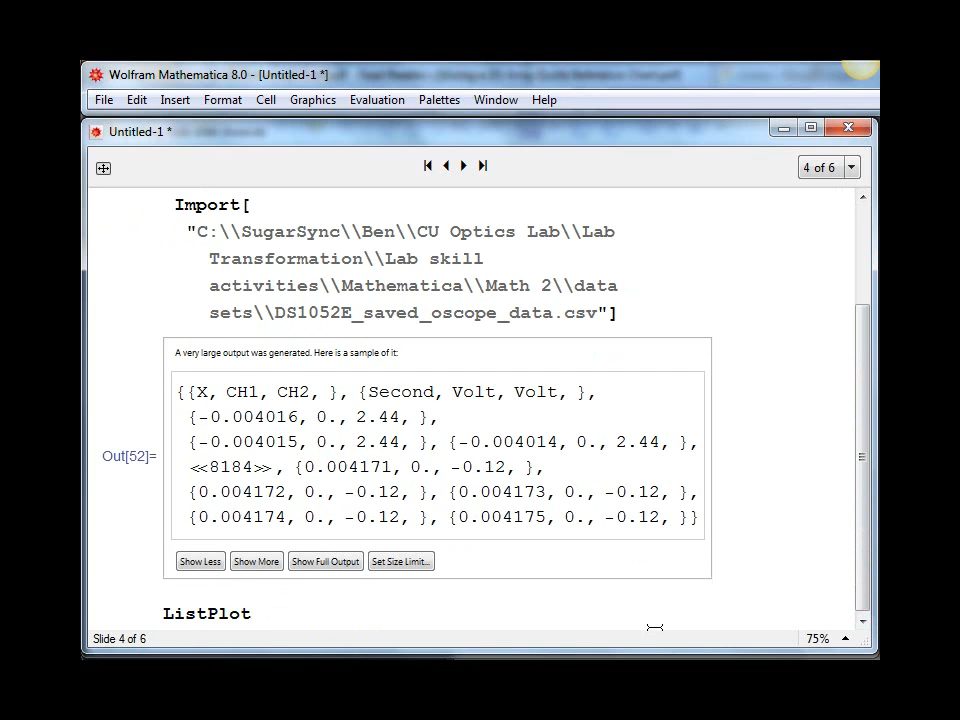 Wolfram Mathematica 8.0 - [Untitled-1 *]
File Edit Insert Format Cell Graphics Evaluation Palettes Window Help
Untitled-1 *
4 of 6
Import[
"C:\\SugarSync\\Ben\\CU Optics Lab\\Lab
Transformation\\Lab skill
activities\\Mathematica\\Math 2\\data
sets\\DS1052E_saved_oscope_data.csv"]
A very large output was generated. Here is a sample of it:
{{X, CH1, CH2, }, {Second, Volt, Volt, },
{-0.004016, 0., 2.44, },
{-0.004015, 0., 2.44, }, {-0.004014, 0., 2.44, },
≪8184≫, {0.004171, 0., -0.12, },
Out[52]=
{0.004172, 0., -0.12, }, {0.004173, 0., -0.12, },
{0.004174, 0., -0.12, }, {0.004175, 0., -0.12, }}
Show Less Show More Show Full Output Set Size Limit...
ListPlot
Slide 4 of 6 75%